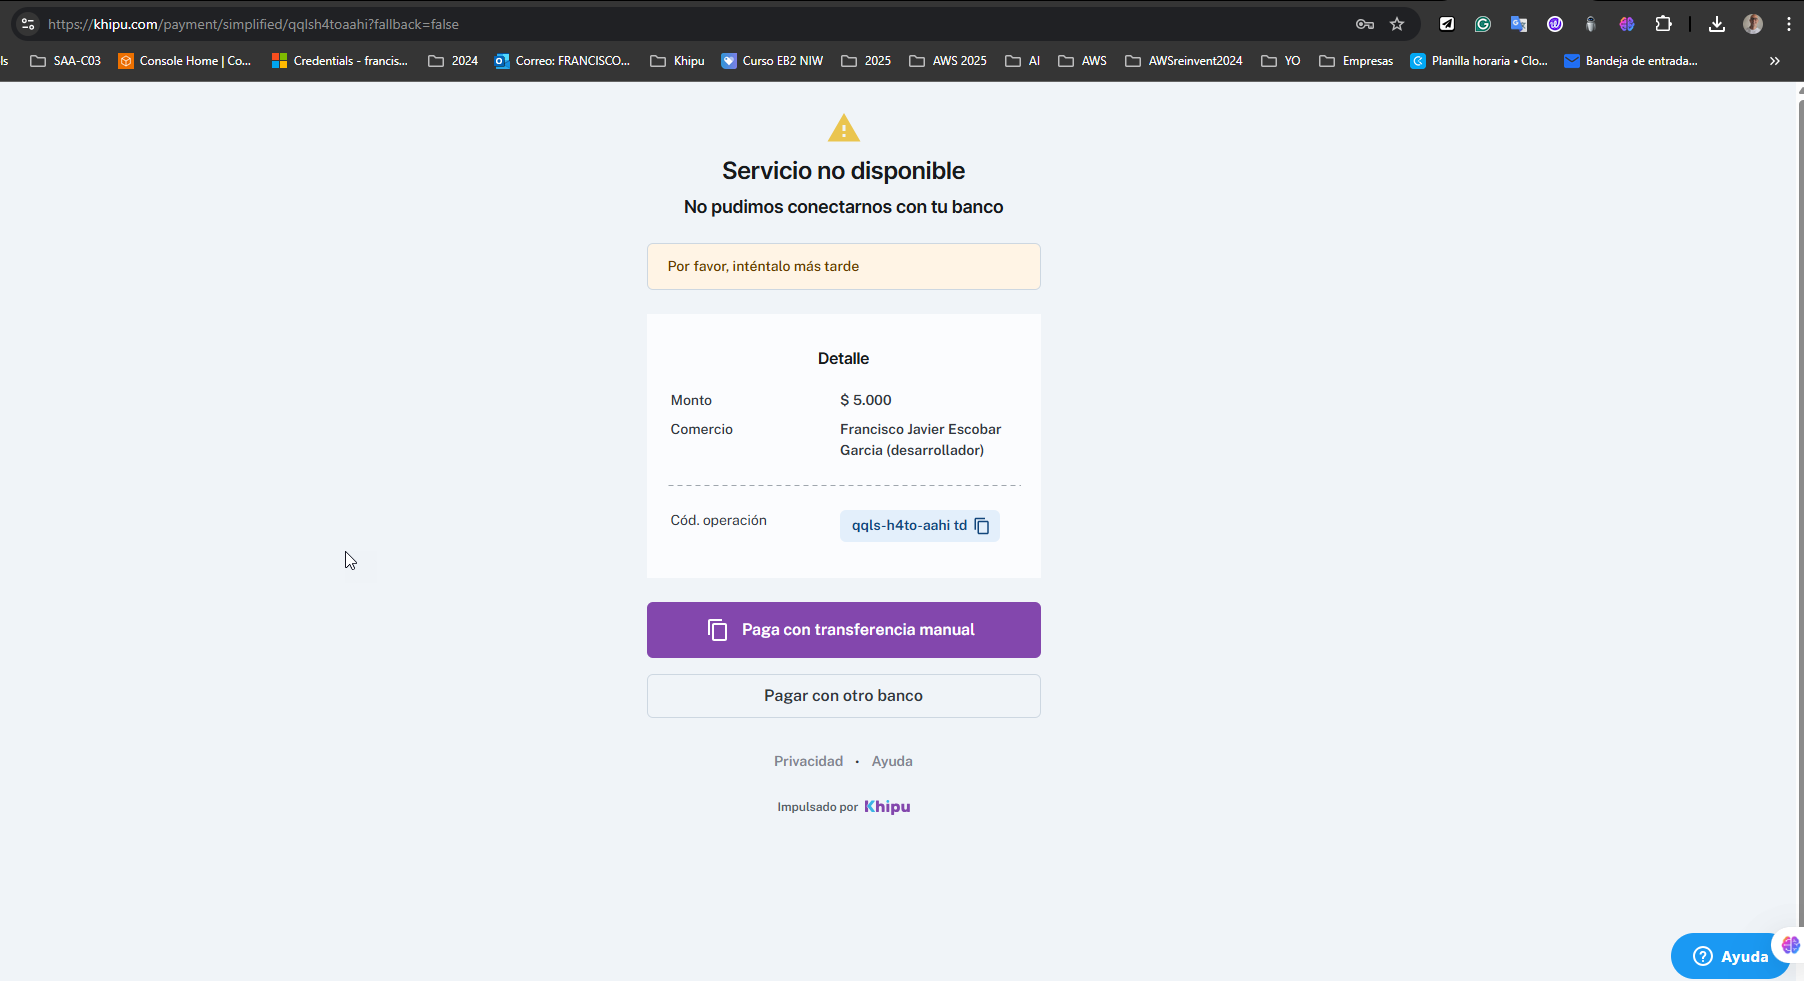 https://khipu.com/payment/simplified/qqlsh4toaahi?fallback=false
ls SAA-C03 Console Home | Co... Credentials - francis... 2024 Correo: FRANCISCO... Khipu Curso EB2 NIW 2025 AWS 2025 AI AWS AWSreinvent2024 YO Empresas Planilla horaria • Clo... Bandeja de entrada... »
Servicio no disponible
No pudimos conectarnos con tu banco
Por favor, inténtalo más tarde
Detalle
Monto $ 5.000
Comercio Francisco Javier Escobar
Garcia (desarrollador)
Cód. operación qqls-h4to-aahi td
Paga con transferencia manual
Pagar con otro banco
Privacidad • Ayuda
Impulsado por Khipu
Ayuda